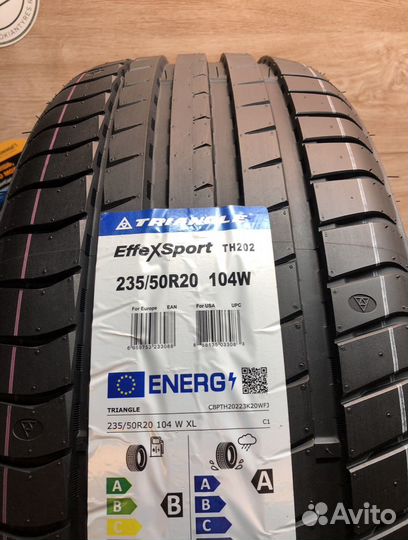 OKIANTYRES.R
TRIANGLE
EffeXSport TH202
235/50R20 104W
For Europe EAN For USA UPC
ENERG
TRIANGLE CBPTH20223K20WFJ
235/50R20 104 W XL C1
A A
B B B
C C
Avito